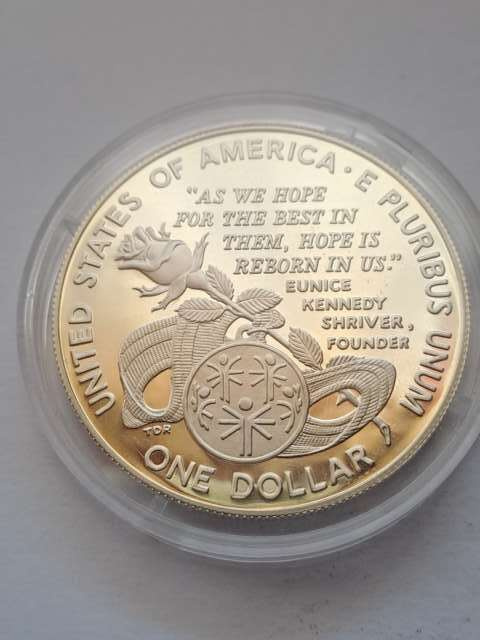 UNITED STATES OF AMERICA · E PLURIBUS UNUM
"AS WE HOPE
FOR THE BEST IN
THEM, HOPE IS
REBORN IN US."
EUNICE
KENNEDY
SHRIVER,
FOUNDER
TDR
ONE DOLLAR